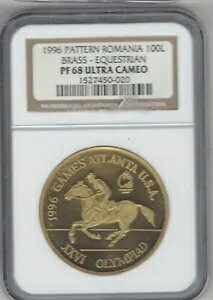 1996 PATTERN ROMANIA 100L
BRASS - EQUESTRIAN
PF 68 ULTRA CAMEO
1527450-020
1996 GAMES ATLANTA U.S.A.
XXVI OLYMPIAD